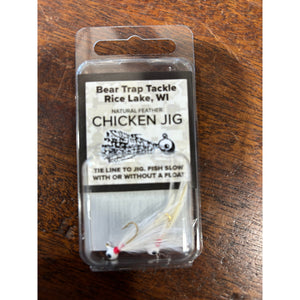 Bear Trap Tackle
Rice Lake, WI
NATURAL FEATHER
CHICKEN JIG
TIE LINE TO JIG. FISH SLOW
WITH OR WITHOUT A FLOAT